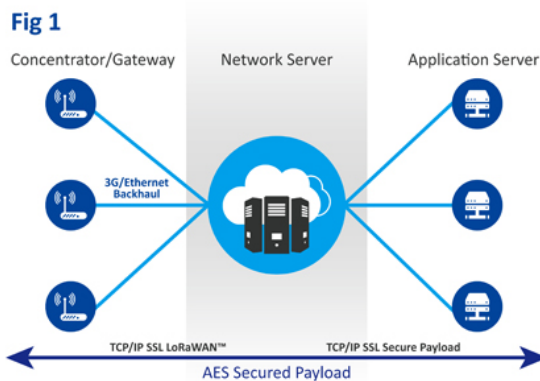 Fig 1
Concentrator/Gateway
Network Server
Application Server
3G/Ethernet
Backhaul
TCP/IP SSL LoRaWAN™
TCP/IP SSL Secure Payload
AES Secured Payload